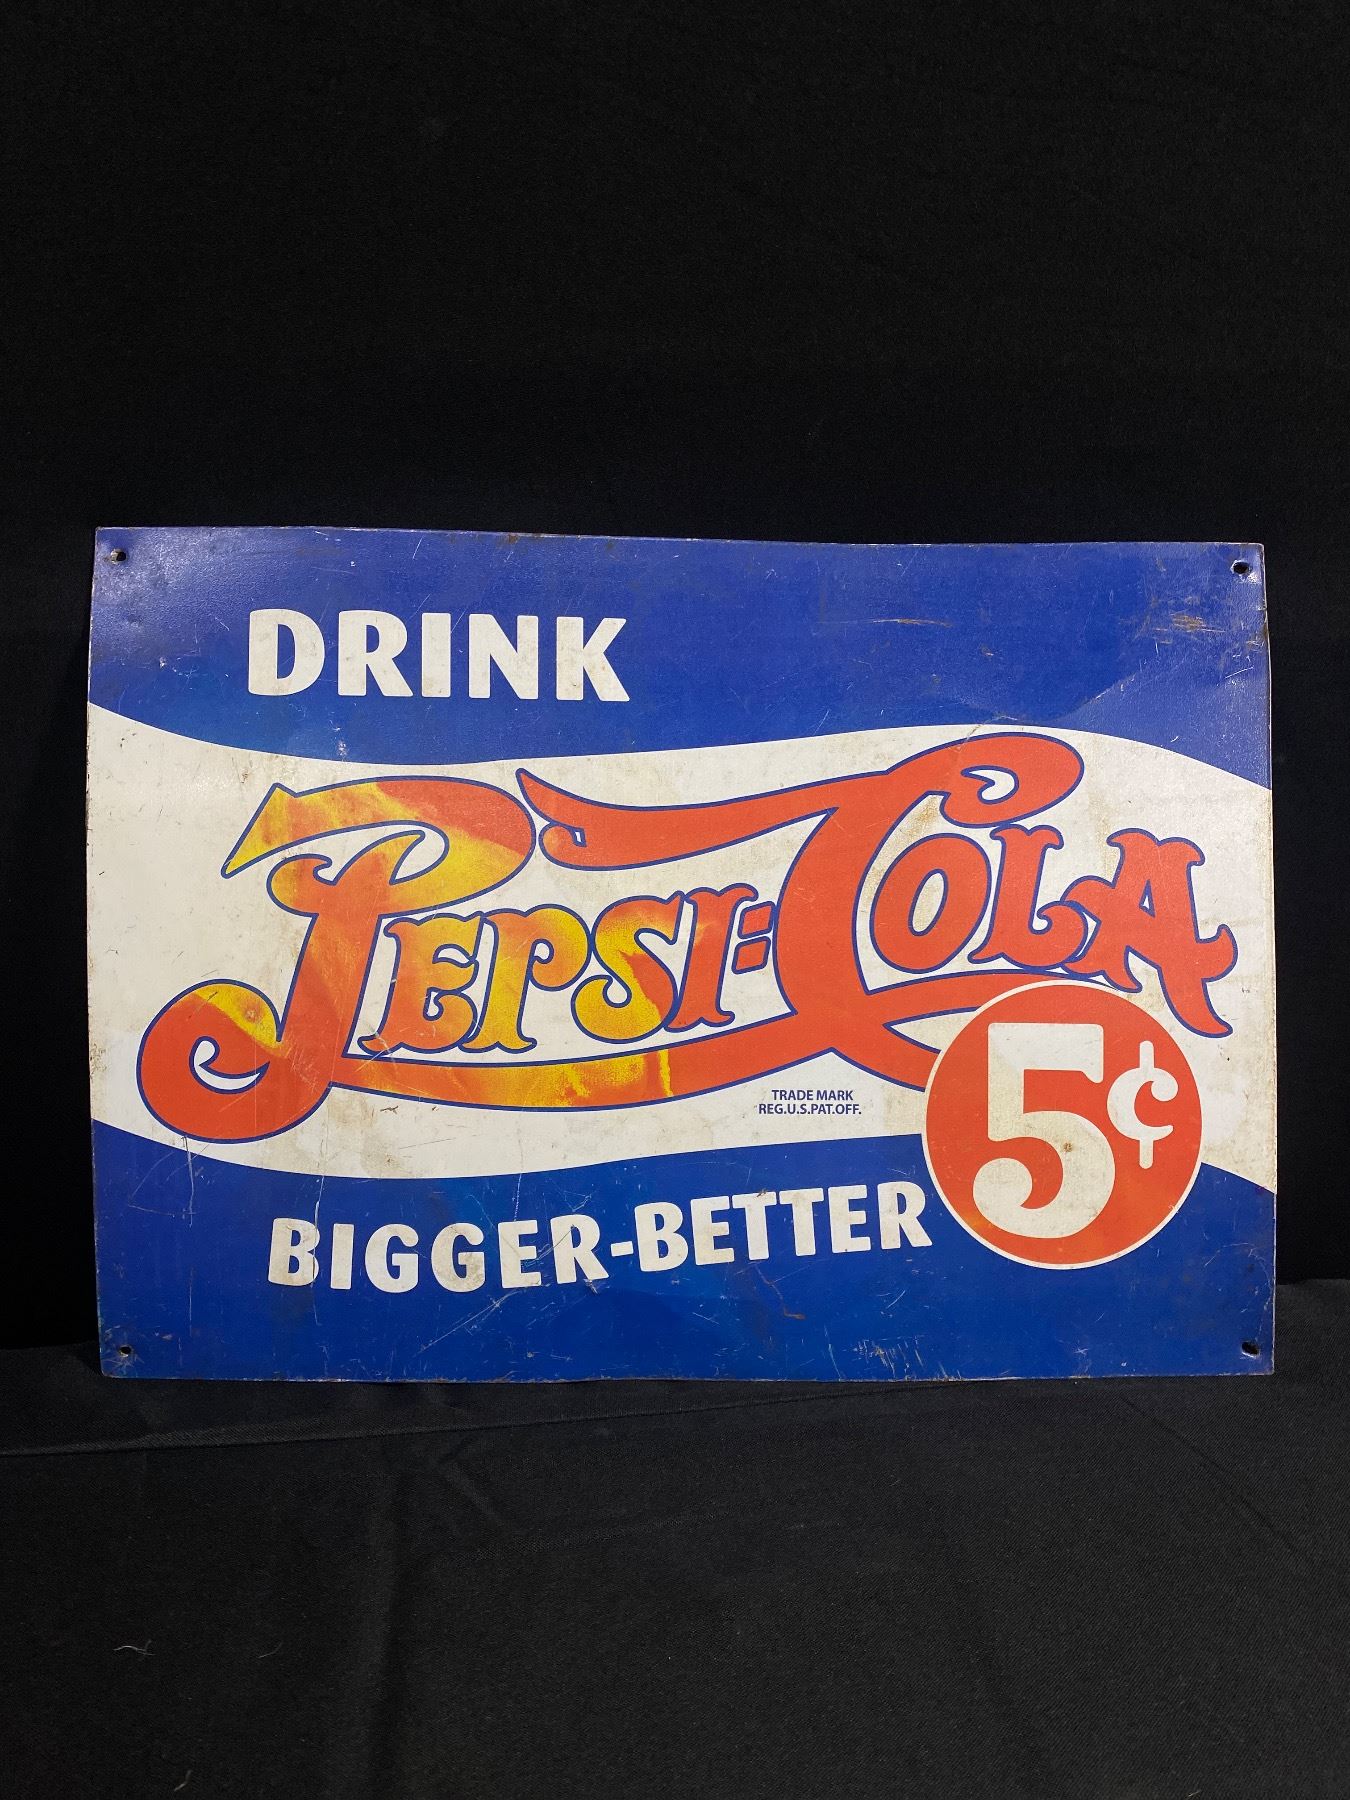 DRINK
PEPSI=COLA
5¢
TRADE MARK
REG.U.S.PAT.OFF.
BIGGER-BETTER